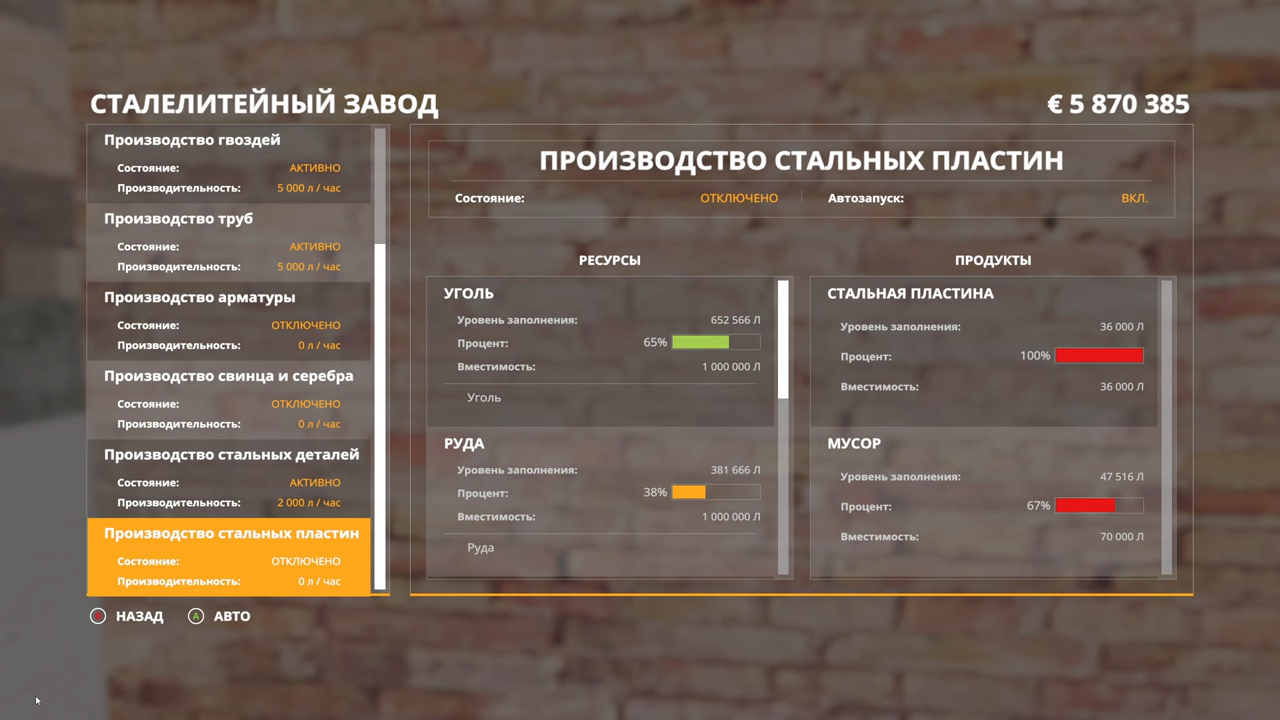 СТАЛЕЛИТЕЙНЫЙ ЗАВОД
€ 5 870 385
Производство гвоздей
Состояние: АКТИВНО
Производительность: 5 000 л / час
Производство труб
Состояние: АКТИВНО
Производительность: 5 000 л / час
Производство арматуры
Состояние: ОТКЛЮЧЕНО
Производительность: 0 л / час
Производство свинца и серебра
Состояние: ОТКЛЮЧЕНО
Производительность: 0 л / час
Производство стальных деталей
Состояние: АКТИВНО
Производительность: 2 000 л / час
Производство стальных пластин
Состояние: ОТКЛЮЧЕНО
Производительность: 0 л / час
ПРОИЗВОДСТВО СТАЛЬНЫХ ПЛАСТИН
Состояние: ОТКЛЮЧЕНО Автозапуск: ВКЛ.
РЕСУРСЫ
УГОЛЬ
Уровень заполнения: 652 566 Л
Процент: 65%
Вместимость: 1 000 000 Л
Уголь
РУДА
Уровень заполнения: 381 666 Л
Процент: 38%
Вместимость: 1 000 000 Л
Руда
ПРОДУКТЫ
СТАЛЬНАЯ ПЛАСТИНА
Уровень заполнения: 36 000 Л
Процент: 100%
Вместимость: 36 000 Л
МУСОР
Уровень заполнения: 47 516 Л
Процент: 67%
Вместимость: 70 000 Л
B НАЗАД A АВТО